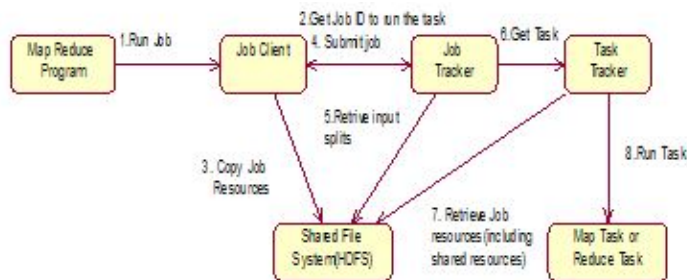 2.Get Job ID to run the task
1.Run Job
4. Submit job
6.Get Task
Map Reduce
Program
Job Client
Job
Tracker
Task
Tracker
5.Retrive input
splits
3. Copy Job
Resources
8.Run Task
7. Retrieve Job
resources(including
shared resources)
Shared File
System(HDFS)
Map Task or
Reduce Task